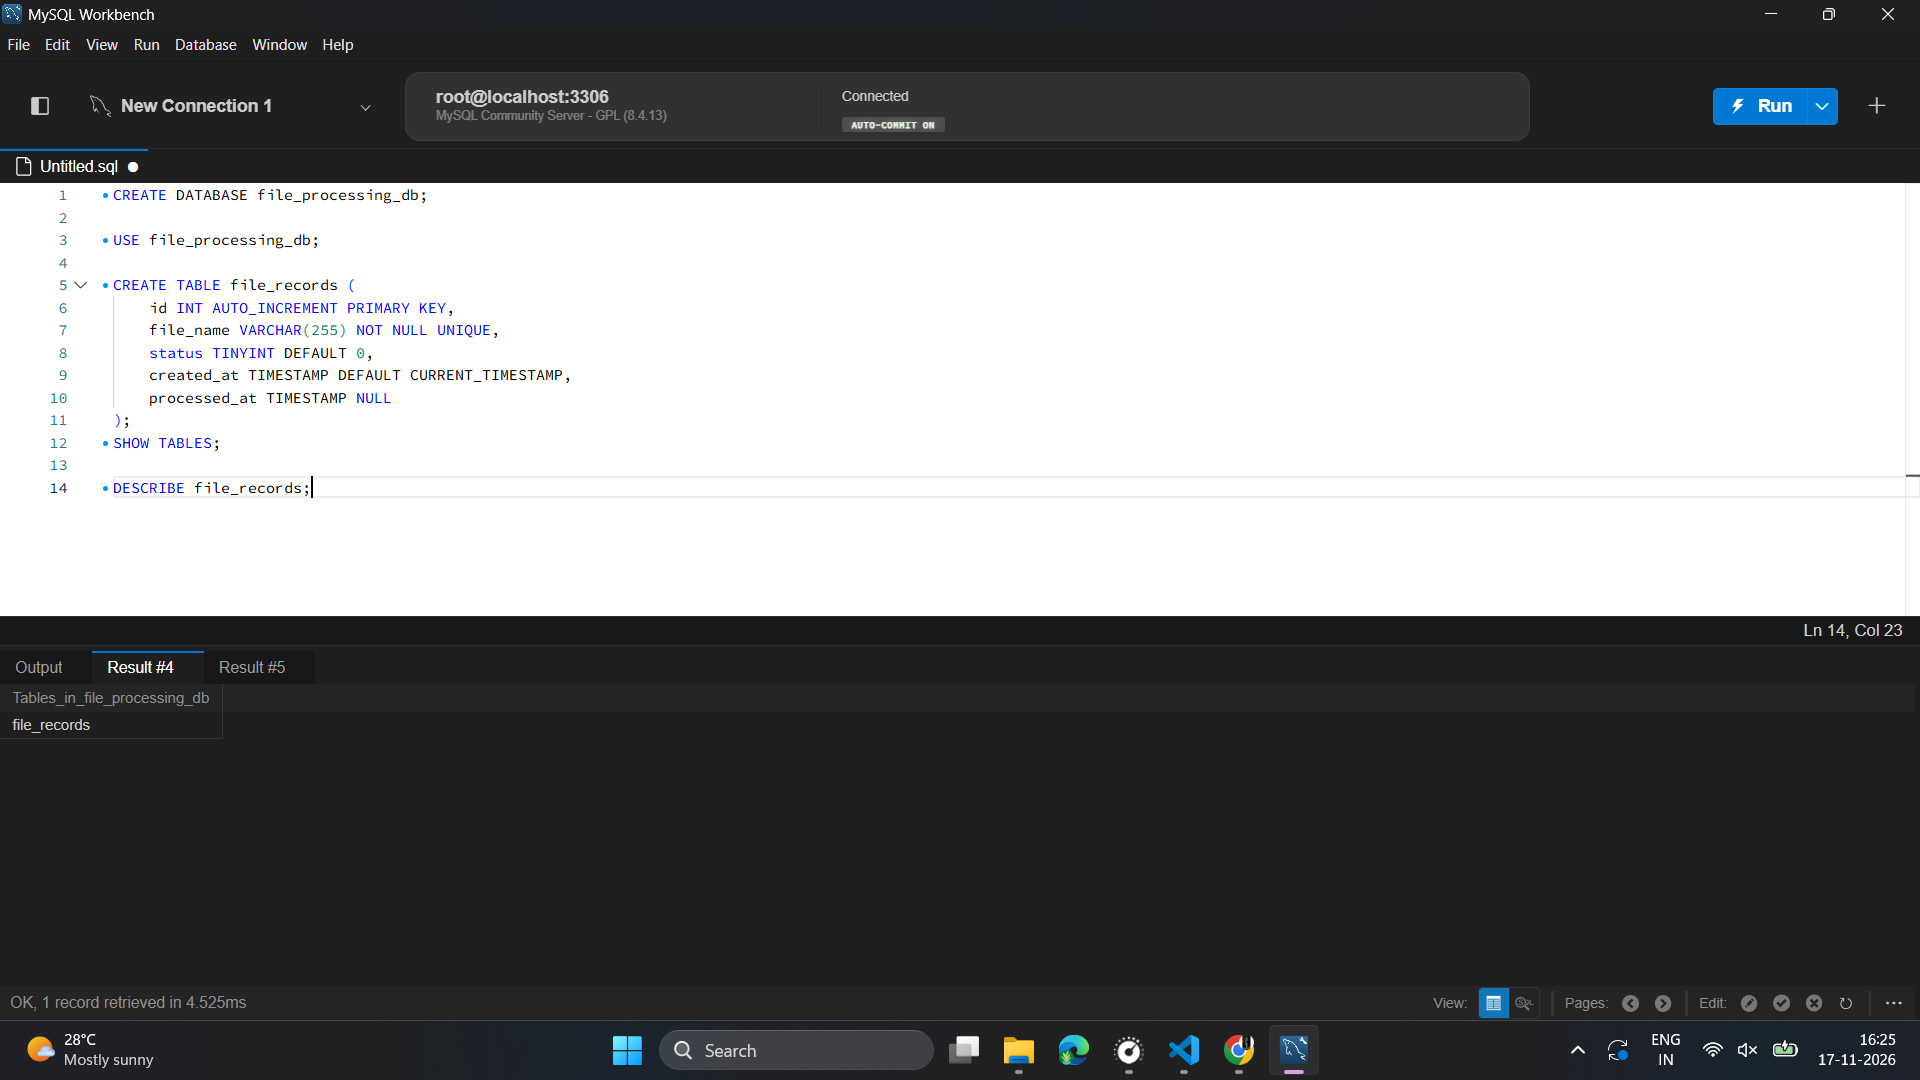 MySQL Workbench
File Edit View Run Database Window Help
New Connection 1
root@localhost:3306
MySQL Community Server - GPL (8.4.13)
Connected
AUTO-COMMIT ON
Run
Untitled.sql
1 CREATE DATABASE file_processing_db;
2
3 USE file_processing_db;
4
5 CREATE TABLE file_records (
6 id INT AUTO_INCREMENT PRIMARY KEY,
7 file_name VARCHAR(255) NOT NULL UNIQUE,
8 status TINYINT DEFAULT 0,
9 created_at TIMESTAMP DEFAULT CURRENT_TIMESTAMP,
10 processed_at TIMESTAMP NULL
11 );
12 SHOW TABLES;
13
14 DESCRIBE file_records;
Ln 14, Col 23
Output Result #4 Result #5
Tables_in_file_processing_db
file_records
OK, 1 record retrieved in 4.525ms
View: SQL Pages: Edit:
28°C
Mostly sunny
Search
ENG
IN
16:25
17-11-2026